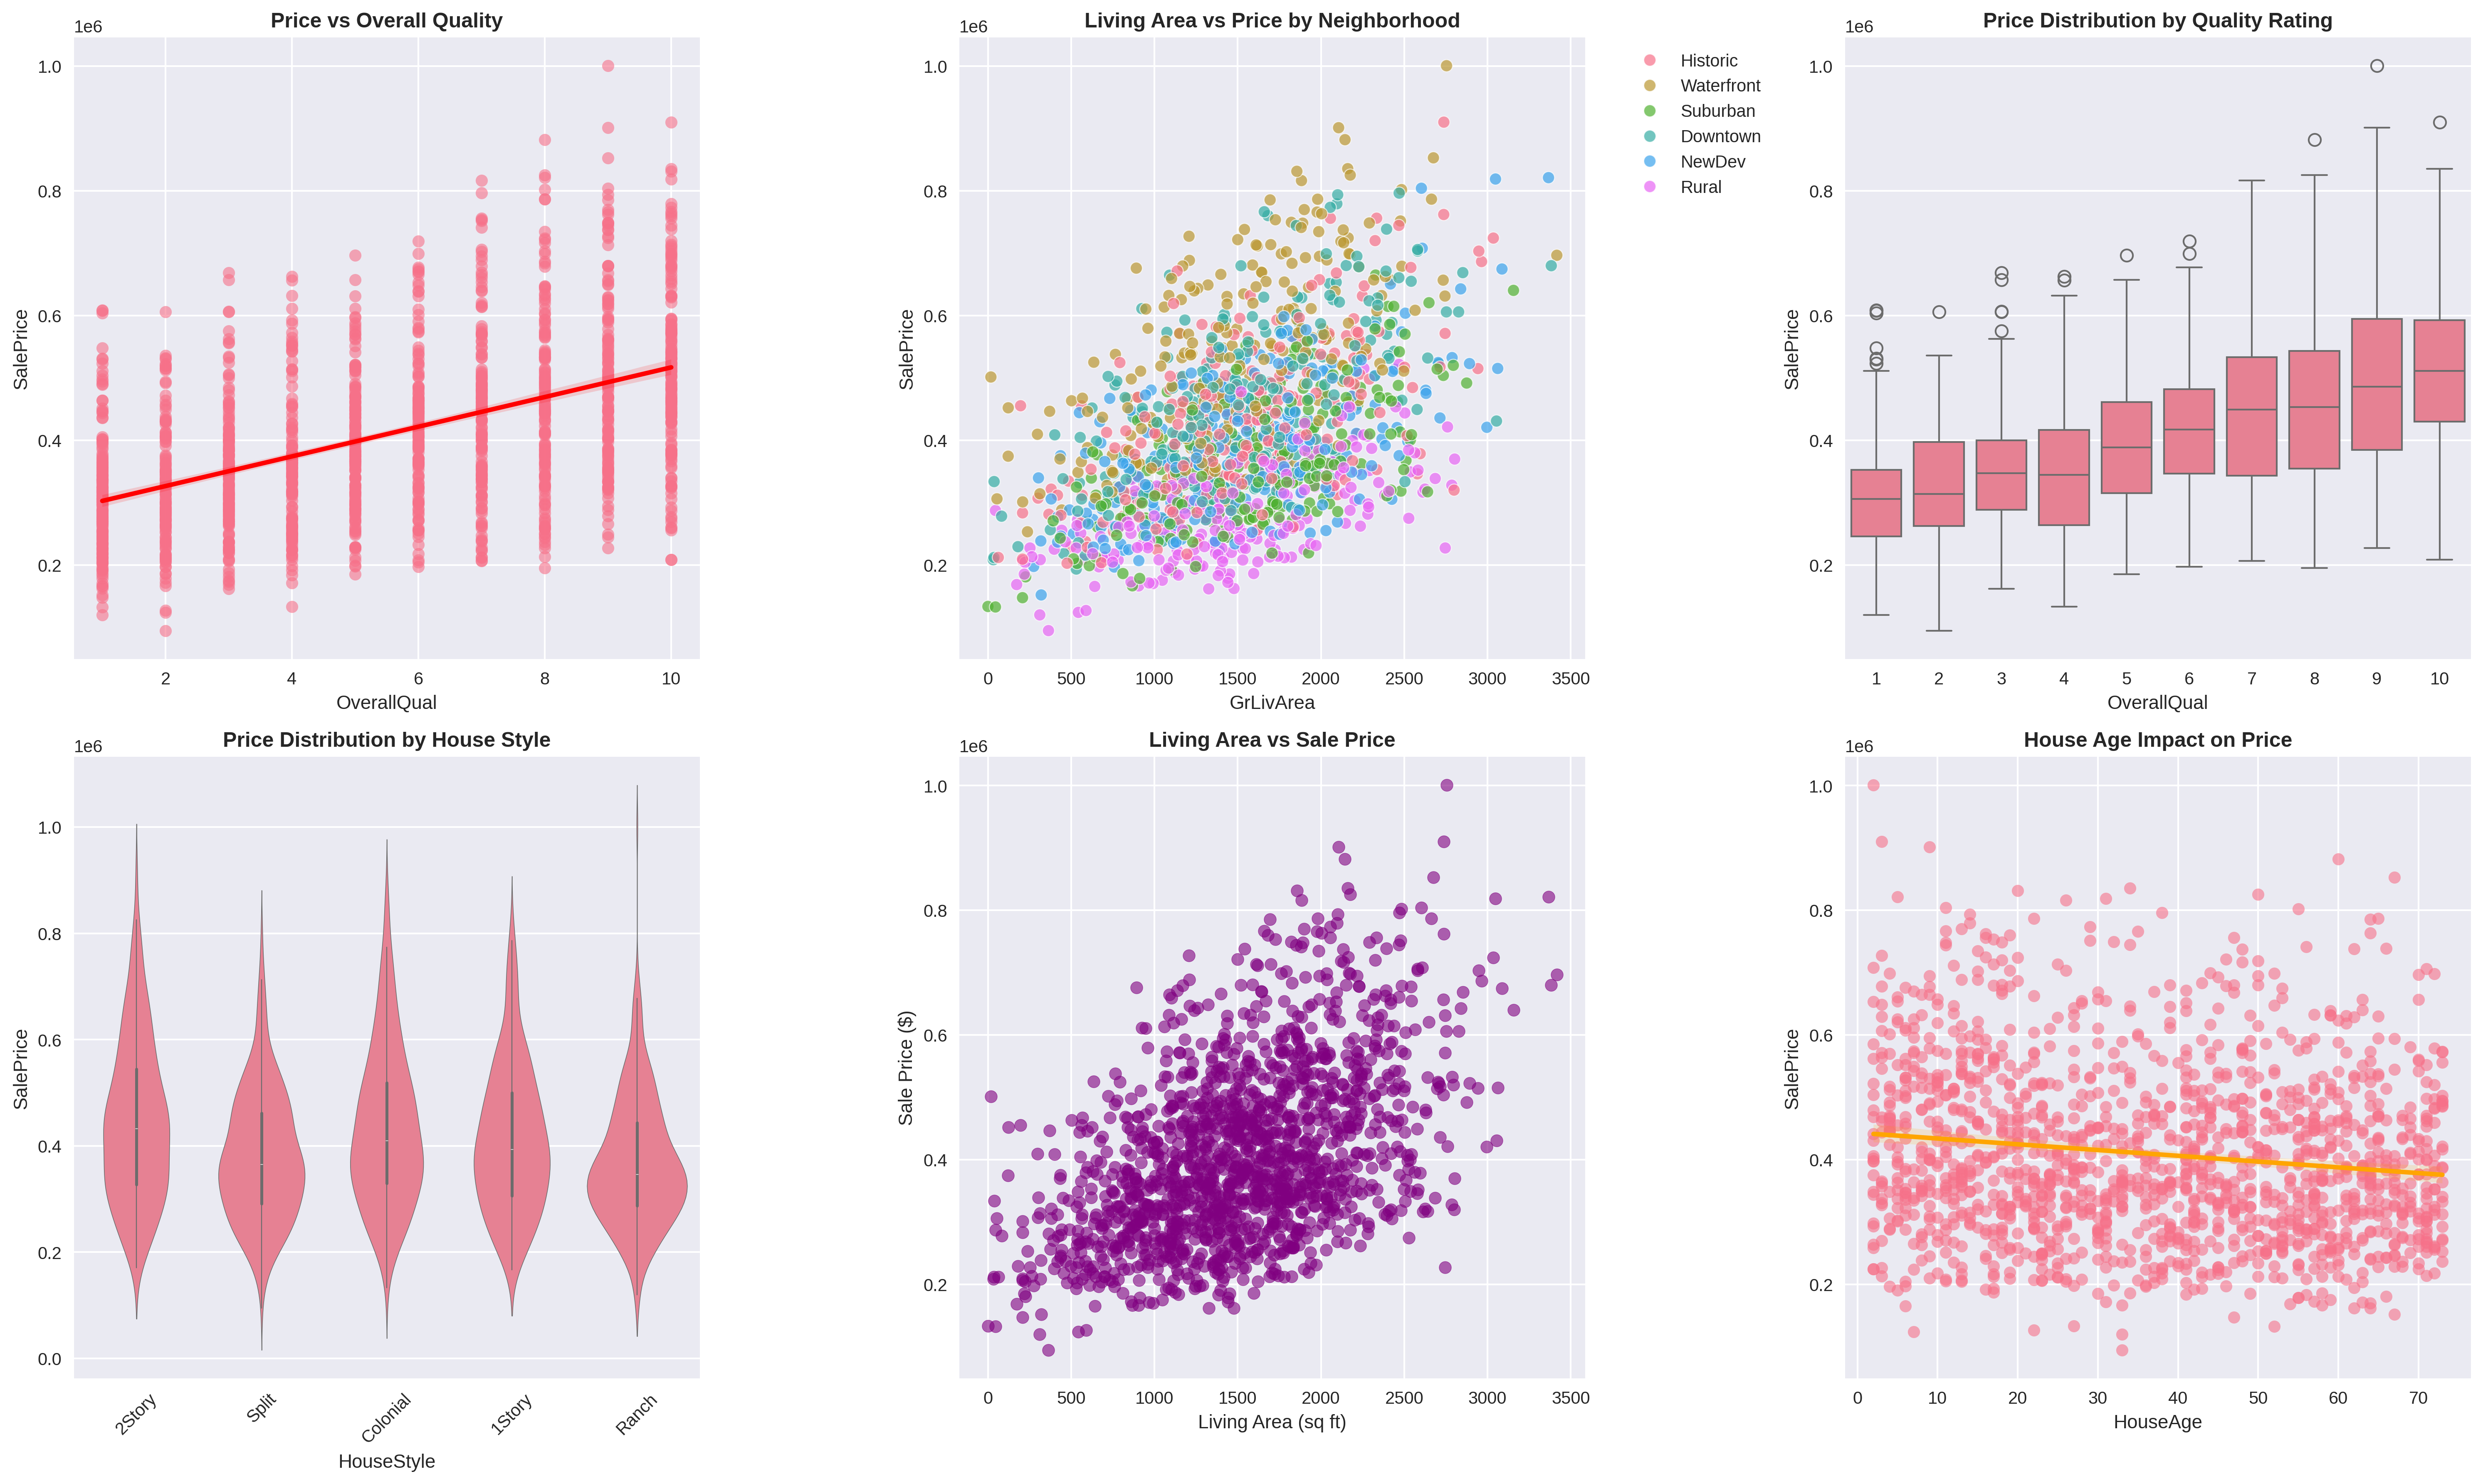 Price vs Overall Quality
1e6
1.0
0.8
0.6
0.4
0.2
SalePrice
2 4 6 8 10
OverallQual
Living Area vs Price by Neighborhood
1e6
1.0
0.8
0.6
0.4
0.2
SalePrice
0 500 1000 1500 2000 2500 3000 3500
GrLivArea
Historic
Waterfront
Suburban
Downtown
NewDev
Rural
Price Distribution by Quality Rating
1e6
1.0
0.8
0.6
0.4
0.2
SalePrice
1 2 3 4 5 6 7 8 9 10
OverallQual
Price Distribution by House Style
1e6
1.0
0.8
0.6
0.4
0.2
0.0
SalePrice
2Story Split Colonial 1Story Ranch
HouseStyle
Living Area vs Sale Price
1e6
1.0
0.8
0.6
0.4
0.2
Sale Price ($)
0 500 1000 1500 2000 2500 3000 3500
Living Area (sq ft)
House Age Impact on Price
1e6
1.0
0.8
0.6
0.4
0.2
SalePrice
0 10 20 30 40 50 60 70
HouseAge